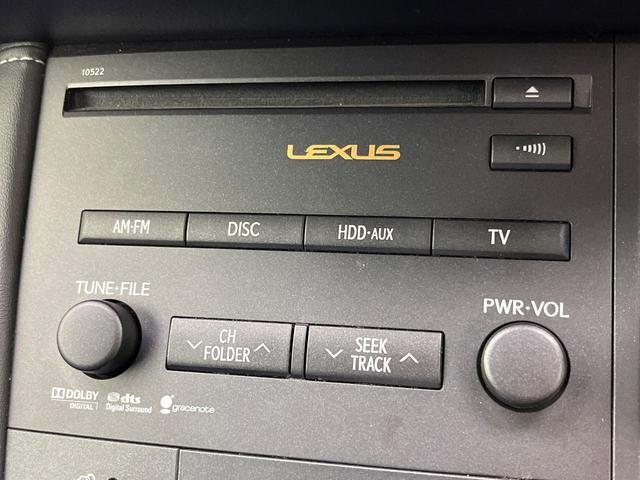 10522
LEXUS
AM·FM DISC HDD·AUX TV
TUNE·FILE
PWR·VOL
CH
FOLDER
SEEK
TRACK
DOLBY
DIGITAL
dts
Digital Surround
gracenote